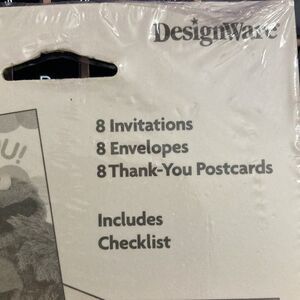 DesignWare
8 Invitations
8 Envelopes
8 Thank-You Postcards
Includes
Checklist
U!